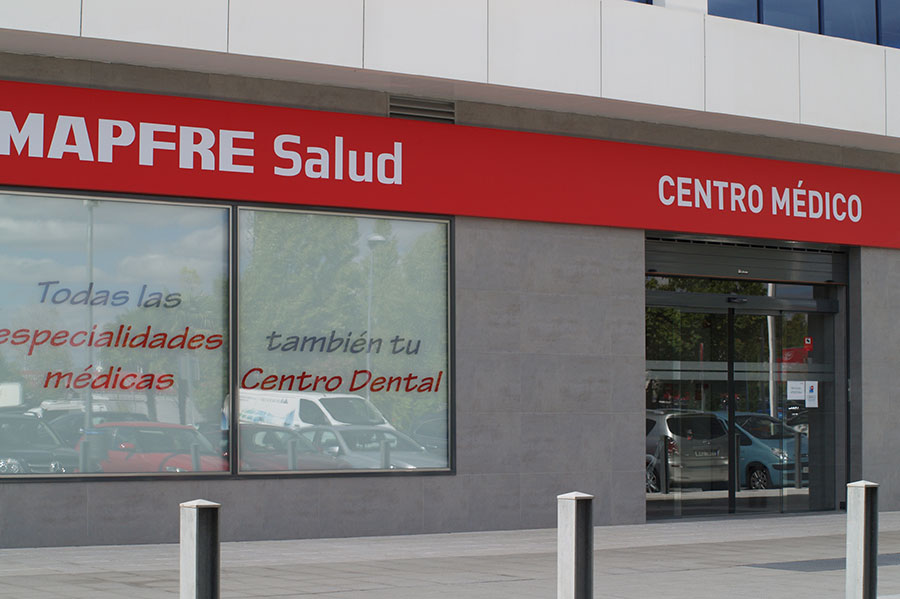 MAPFRE Salud
CENTRO MÉDICO
Todas las
especialidades
médicas
también tu
Centro Dental